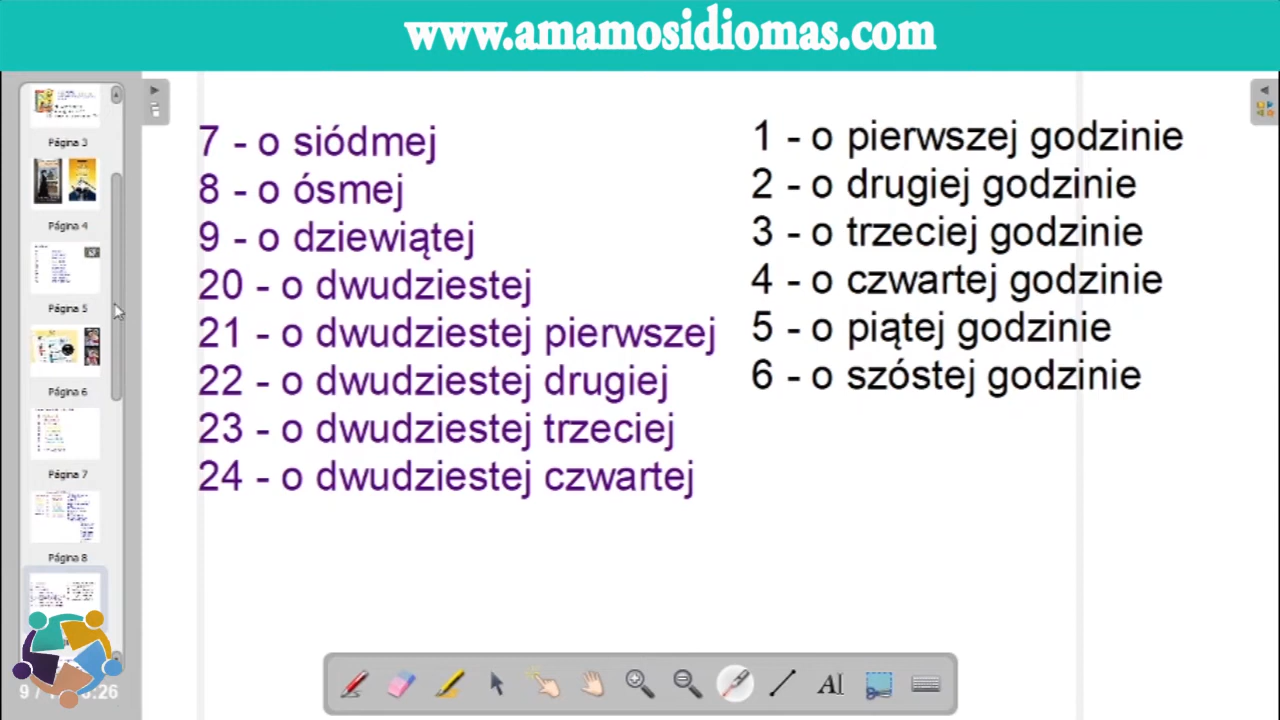 www.amamosidiomas.com
Página 3
Página 4
Página 5
Página 6
Página 7
Página 8
7 - o siódmej
8 - o ósmej
9 - o dziewiątej
20 - o dwudziestej
21 - o dwudziestej pierwszej
22 - o dwudziestej drugiej
23 - o dwudziestej trzeciej
24 - o dwudziestej czwartej
1 - o pierwszej godzinie
2 - o drugiej godzinie
3 - o trzeciej godzinie
4 - o czwartej godzinie
5 - o piątej godzinie
6 - o szóstej godzinie
AI